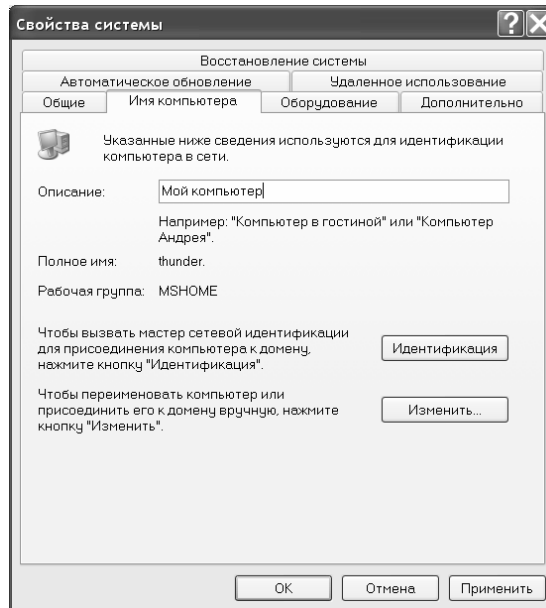 Свойства системы
Восстановление системы
Автоматическое обновление
Удаленное использование
Общие
Имя компьютера
Оборудование
Дополнительно
Указанные ниже сведения используются для идентификации
компьютера в сети.
Описание:
Мой компьютер
Например: "Компьютер в гостиной" или "Компьютер
Андрея".
Полное имя:
thunder.
Рабочая группа:
MSHOME
Чтобы вызвать мастер сетевой идентификации
для присоединения компьютера к домену,
нажмите кнопку "Идентификация".
Идентификация
Чтобы переименовать компьютер или
присоединить его к домену вручную, нажмите
кнопку "Изменить".
Изменить...
OK
Отмена
Применить